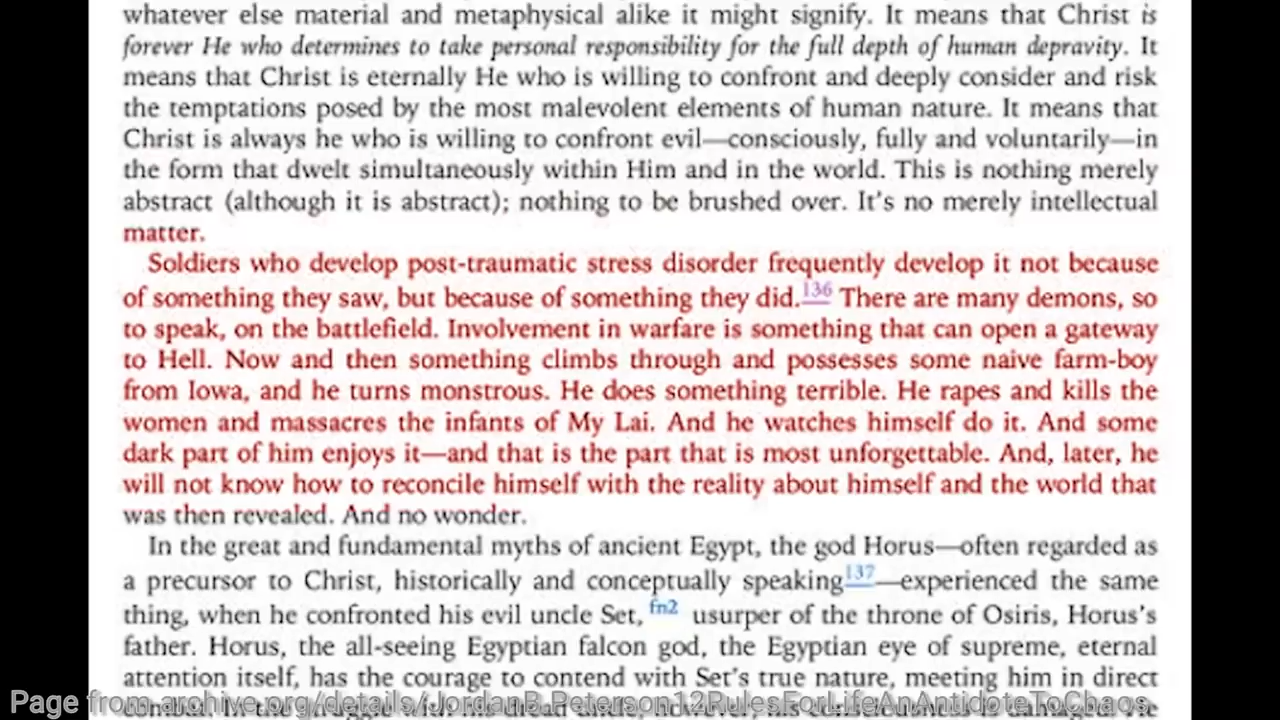 whatever else material and metaphysical alike it might signify. It means that Christ is
forever He who determines to take personal responsibility for the full depth of human depravity. It
means that Christ is eternally He who is willing to confront and deeply consider and risk
the temptations posed by the most malevolent elements of human nature. It means that
Christ is always he who is willing to confront evil—consciously, fully and voluntarily—in
the form that dwelt simultaneously within Him and in the world. This is nothing merely
abstract (although it is abstract); nothing to be brushed over. It's no merely intellectual
matter.
Soldiers who develop post-traumatic stress disorder frequently develop it not because
of something they saw, but because of something they did.136 There are many demons, so
to speak, on the battlefield. Involvement in warfare is something that can open a gateway
to Hell. Now and then something climbs through and possesses some naive farm-boy
from Iowa, and he turns monstrous. He does something terrible. He rapes and kills the
women and massacres the infants of My Lai. And he watches himself do it. And some
dark part of him enjoys it—and that is the part that is most unforgettable. And, later, he
will not know how to reconcile himself with the reality about himself and the world that
was then revealed. And no wonder.
In the great and fundamental myths of ancient Egypt, the god Horus—often regarded as
a precursor to Christ, historically and conceptually speaking137—experienced the same
thing, when he confronted his evil uncle Set,fn2 usurper of the throne of Osiris, Horus's
father. Horus, the all-seeing Egyptian falcon god, the Egyptian eye of supreme, eternal
attention itself, has the courage to contend with Set's true nature, meeting him in direct
Page from archive.org/details/JordanB.Peterson12RulesForLifeAnAntidoteToChaos